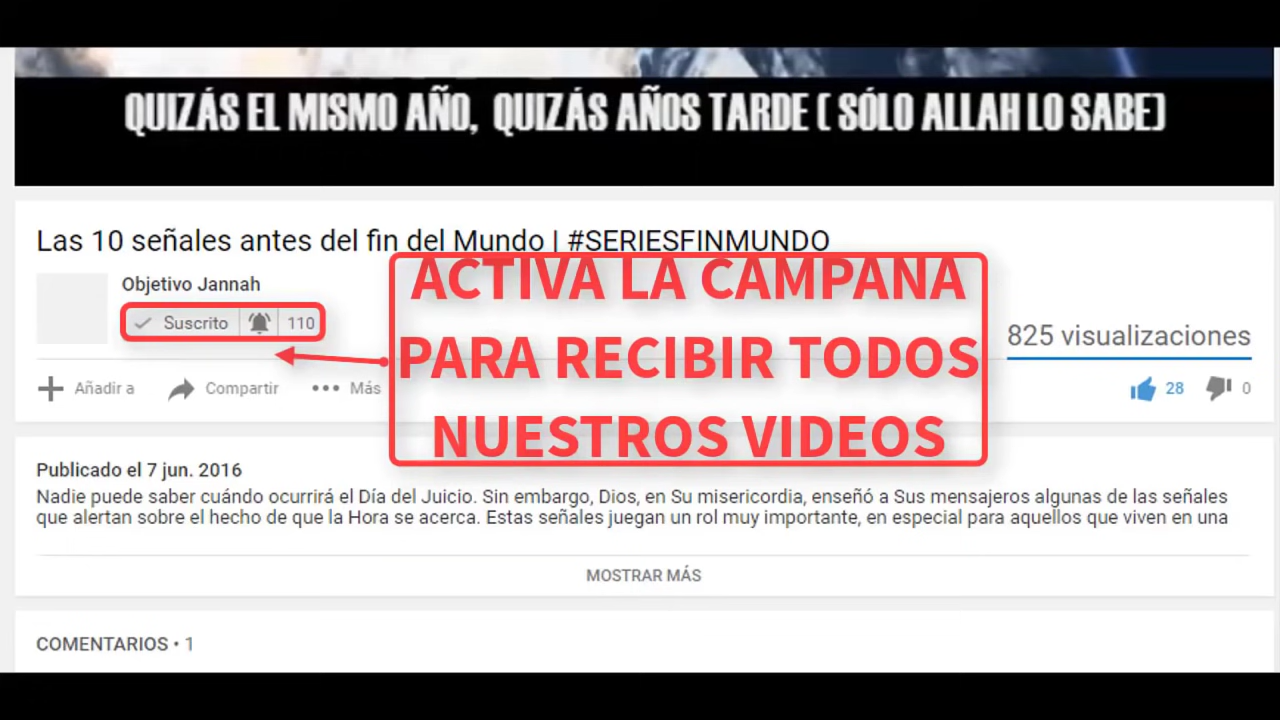 QUIZÁS EL MISMO AÑO, QUIZÁS AÑOS TARDE ( SÓLO ALLAH LO SABE)
Las 10 señales antes del fin del Mundo | #SERIESFINMUNDO
Objetivo Jannah
Suscrito 110
ACTIVA LA CAMPANA
PARA RECIBIR TODOS
NUESTROS VIDEOS
825 visualizaciones
Añadir a Compartir ••• Más
28 0
Publicado el 7 jun. 2016
Nadie puede saber cuándo ocurrirá el Día del Juicio. Sin embargo, Dios, en Su misericordia, enseñó a Sus mensajeros algunas de las señales
que alertan sobre el hecho de que la Hora se acerca. Estas señales juegan un rol muy importante, en especial para aquellos que viven en una
MOSTRAR MÁS
COMENTARIOS • 1